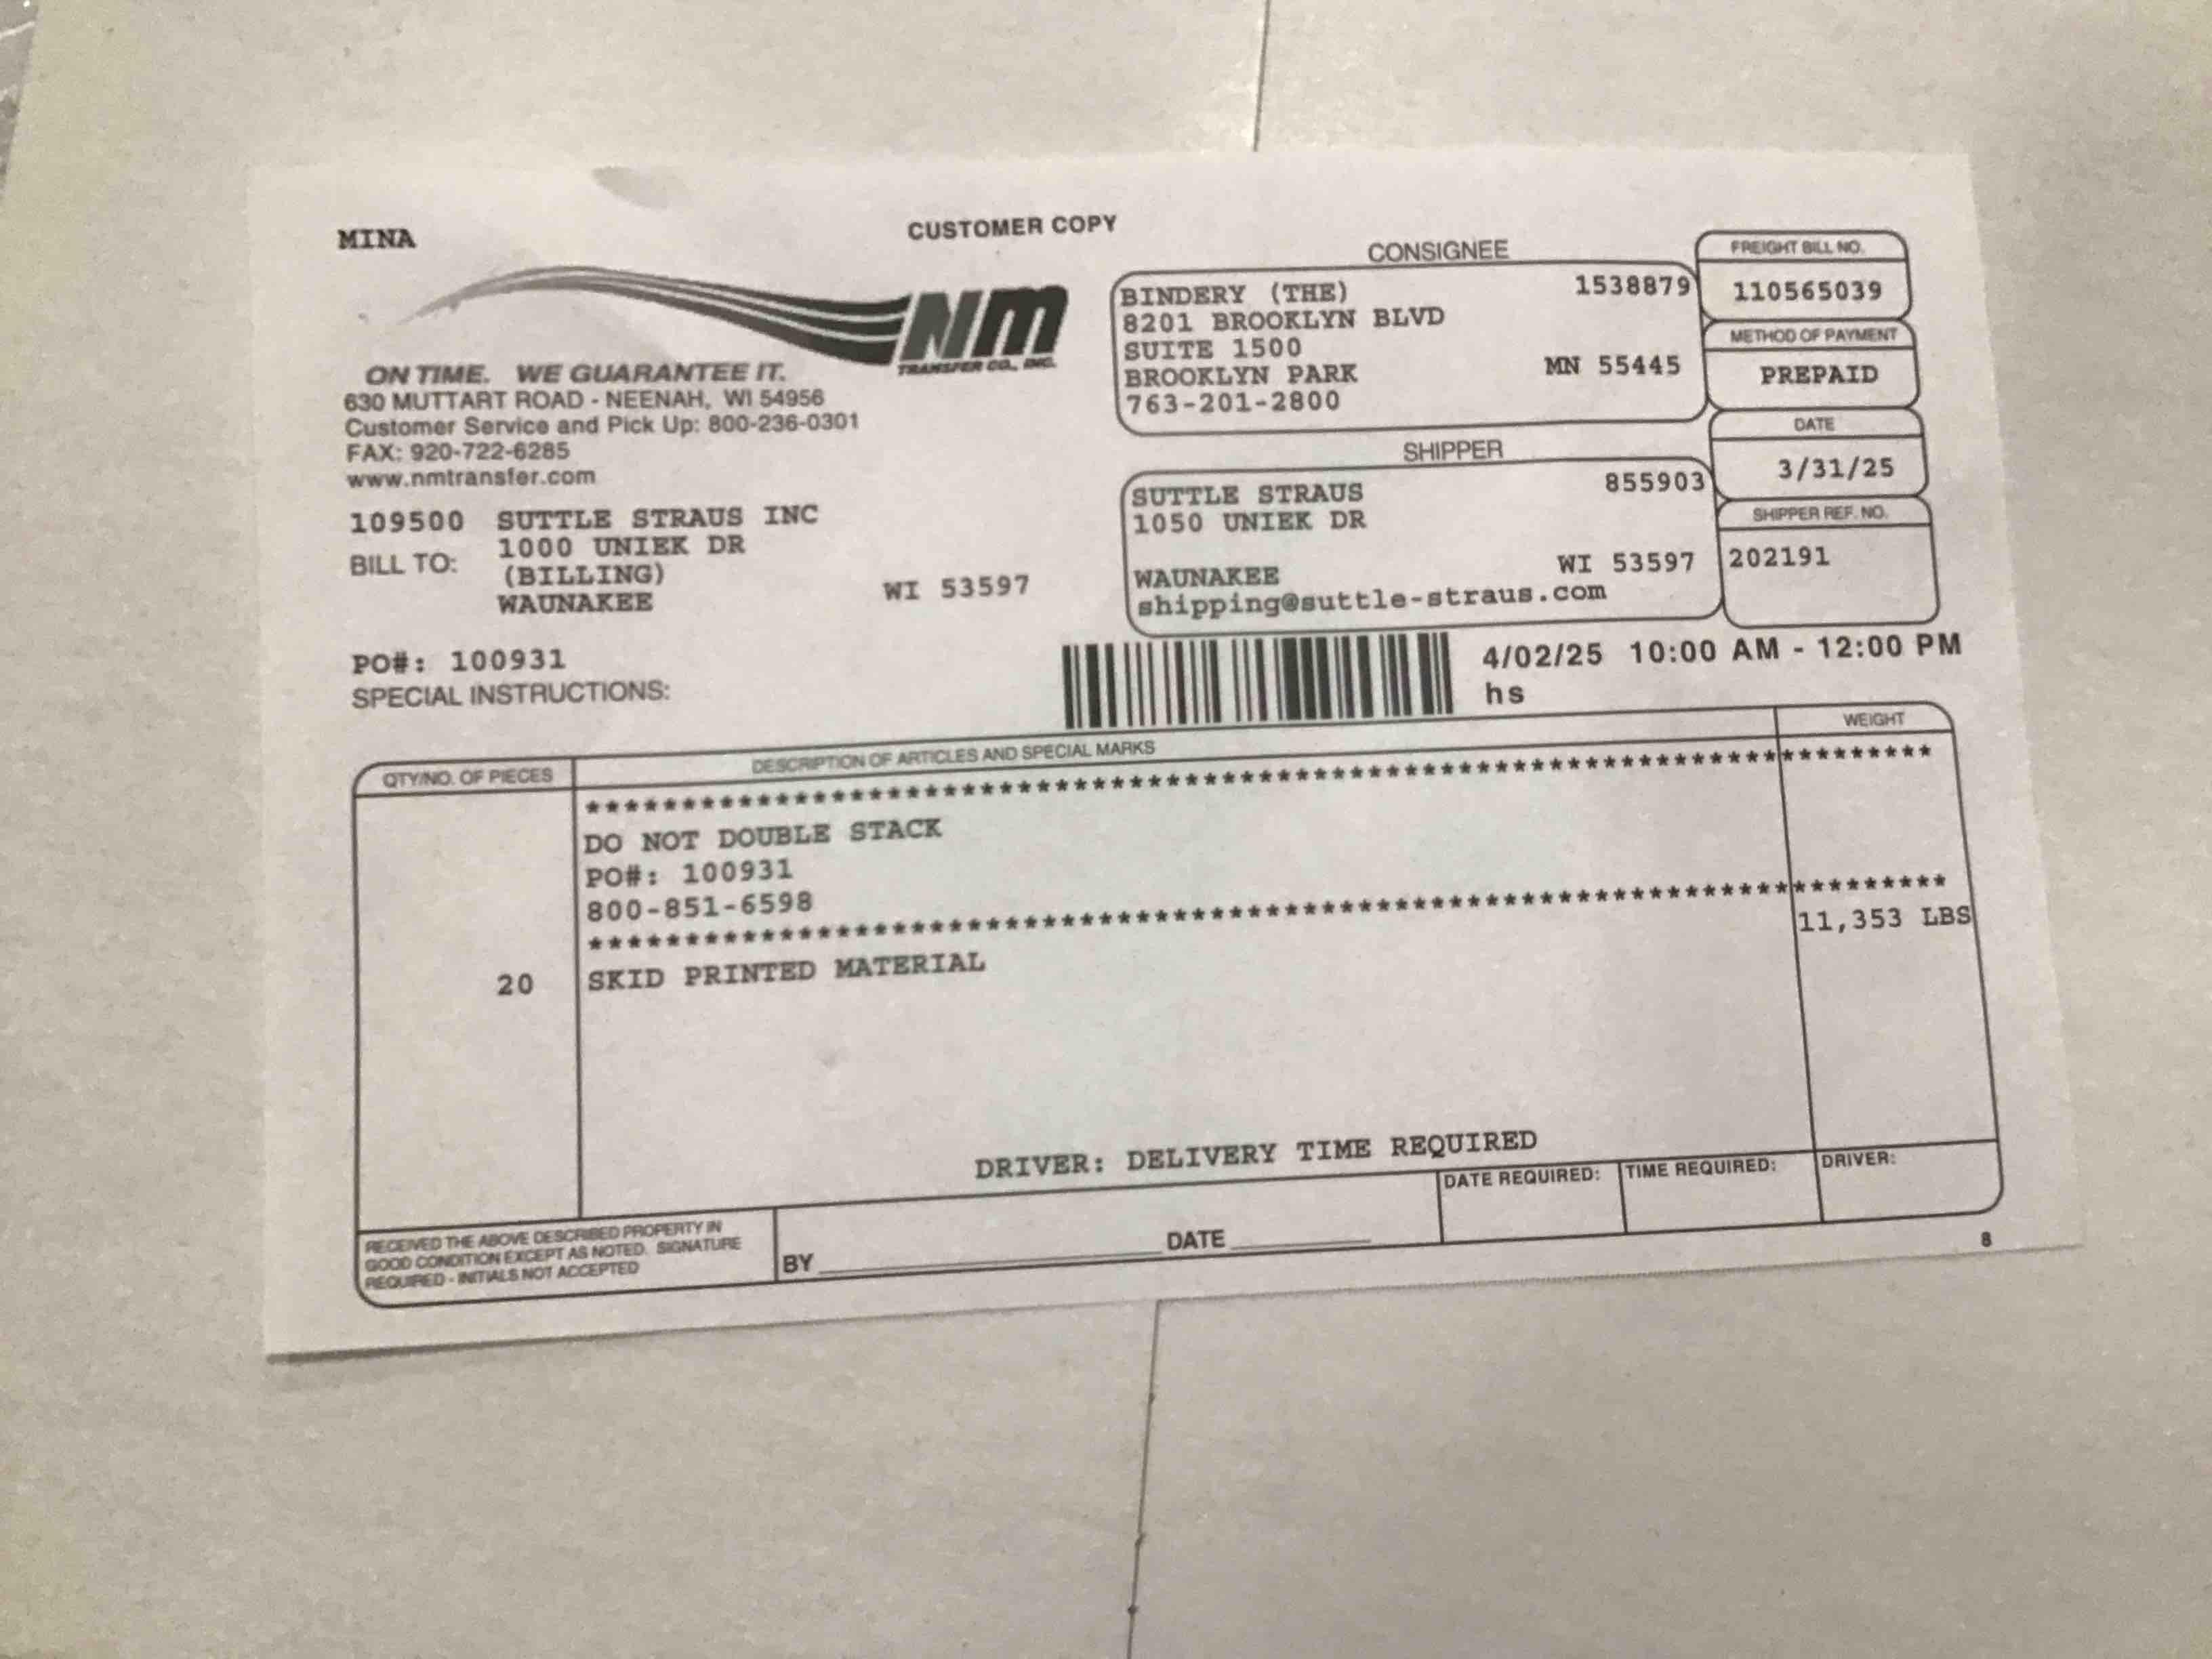 MINA
CUSTOMER COPY
NM
TRANSFER CO., INC.
ON TIME. WE GUARANTEE IT.
630 MUTTART ROAD - NEENAH, WI 54956
Customer Service and Pick Up: 800-236-0301
FAX: 920-722-6285
www.nmtransfer.com
109500 SUTTLE STRAUS INC
BILL TO: 1000 UNIEK DR
(BILLING)
WAUNAKEE WI 53597
PO#: 100931
SPECIAL INSTRUCTIONS:
CONSIGNEE
BINDERY (THE) 1538879
8201 BROOKLYN BLVD
SUITE 1500
BROOKLYN PARK MN 55445
763-201-2800
SHIPPER
SUTTLE STRAUS 855903
1050 UNIEK DR
WAUNAKEE WI 53597
shipping@suttle-straus.com
FREIGHT BILL NO.
110565039
METHOD OF PAYMENT
PREPAID
DATE
3/31/25
SHIPPER REF. NO.
202191
4/02/25 10:00 AM - 12:00 PM
hs
QTY/NO. OF PIECES DESCRIPTION OF ARTICLES AND SPECIAL MARKS WEIGHT
**********************************************************************
DO NOT DOUBLE STACK
PO#: 100931
800-851-6598
**********************************************************************
20 SKID PRINTED MATERIAL 11,353 LBS
DRIVER: DELIVERY TIME REQUIRED
RECEIVED THE ABOVE DESCRIBED PROPERTY IN
GOOD CONDITION EXCEPT AS NOTED. SIGNATURE
REQUIRED - INITIALS NOT ACCEPTED
BY DATE
DATE REQUIRED: TIME REQUIRED: DRIVER:
8